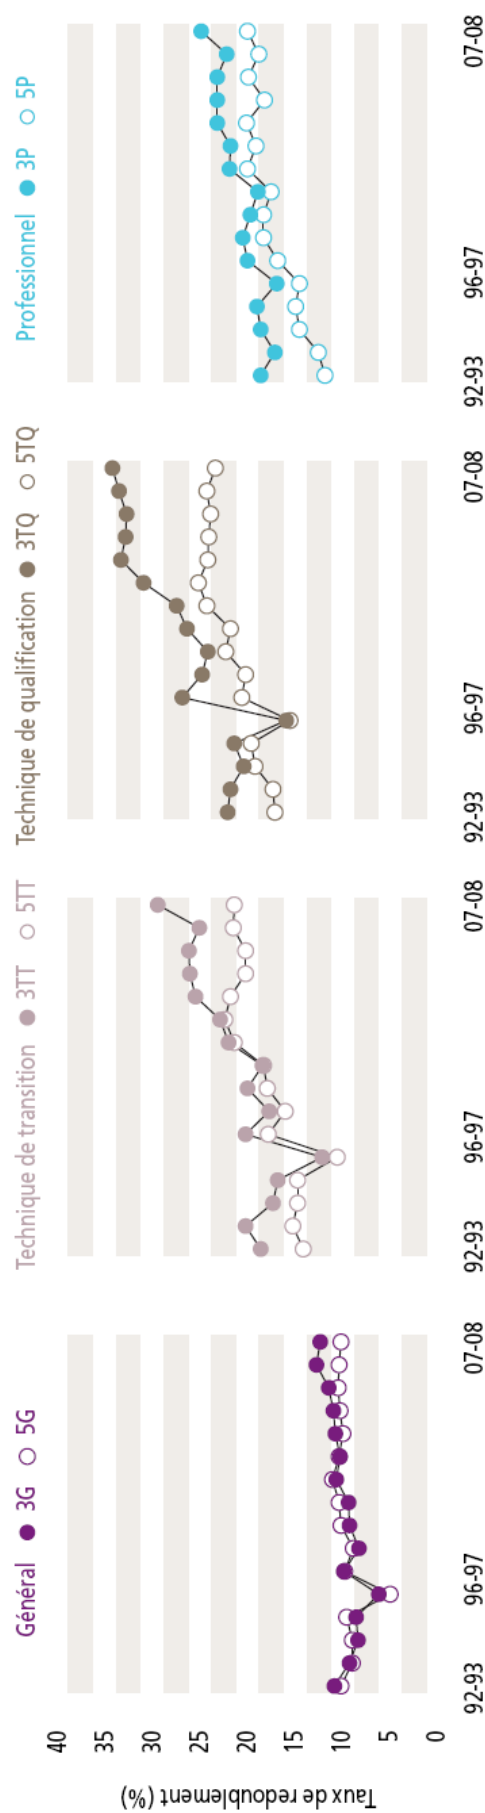 Général ● 3G ○ 5G
Technique de transition ● 3TT ○ 5TT
Technique de qualification ● 3TQ ○ 5TQ
Professionnel ● 3P ○ 5P
Taux de redoublement (%)
40
35
30
25
20
15
10
5
0
92-93 96-97 07-08
92-93 96-97 07-08
92-93 96-97 07-08
92-93 96-97 07-08